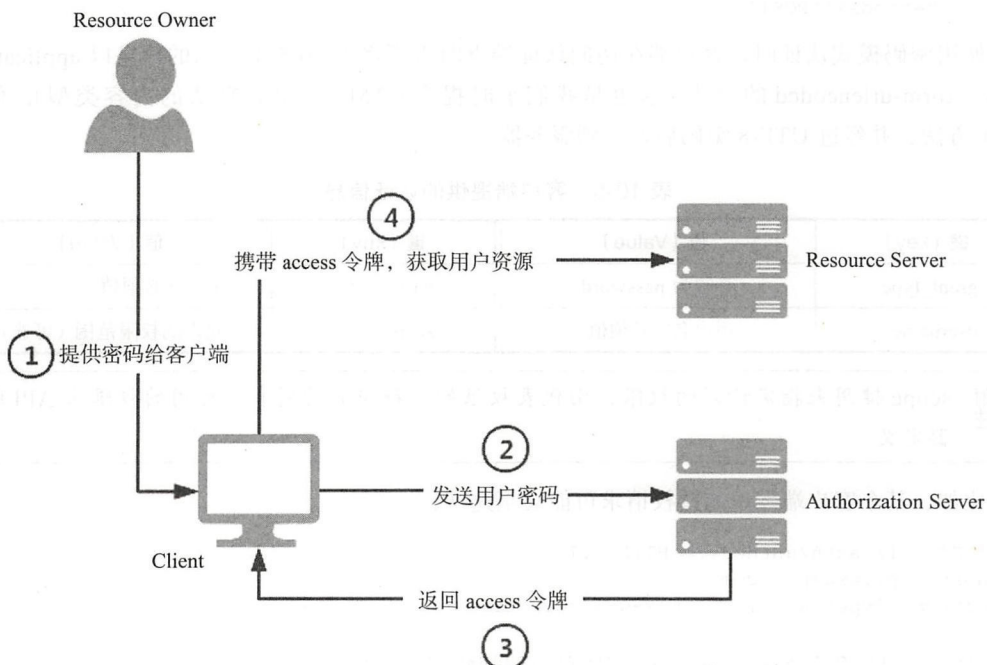 Resource Owner
4
携带 access 令牌，获取用户资源
Resource Server
1
提供密码给客户端
2
发送用户密码
Authorization Server
Client
返回 access 令牌
3